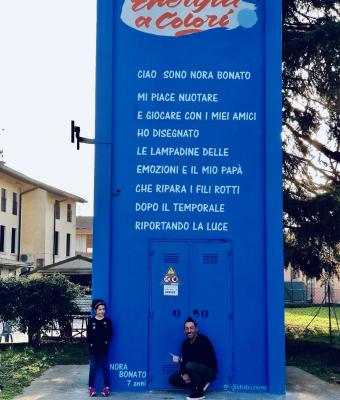 Energia
a Colori
CIAO SONO NORA BONATO
MI PIACE NUOTARE
E GIOCARE CON I MIEI AMICI
HO DISEGNATO
LE LAMPADINE DELLE
EMOZIONI E IL MIO PAPÀ
CHE RIPARA I FILI ROTTI
DOPO IL TEMPORALE
RIPORTANDO LA LUCE
NORA
BONATO
7 anni
e-distribuzione